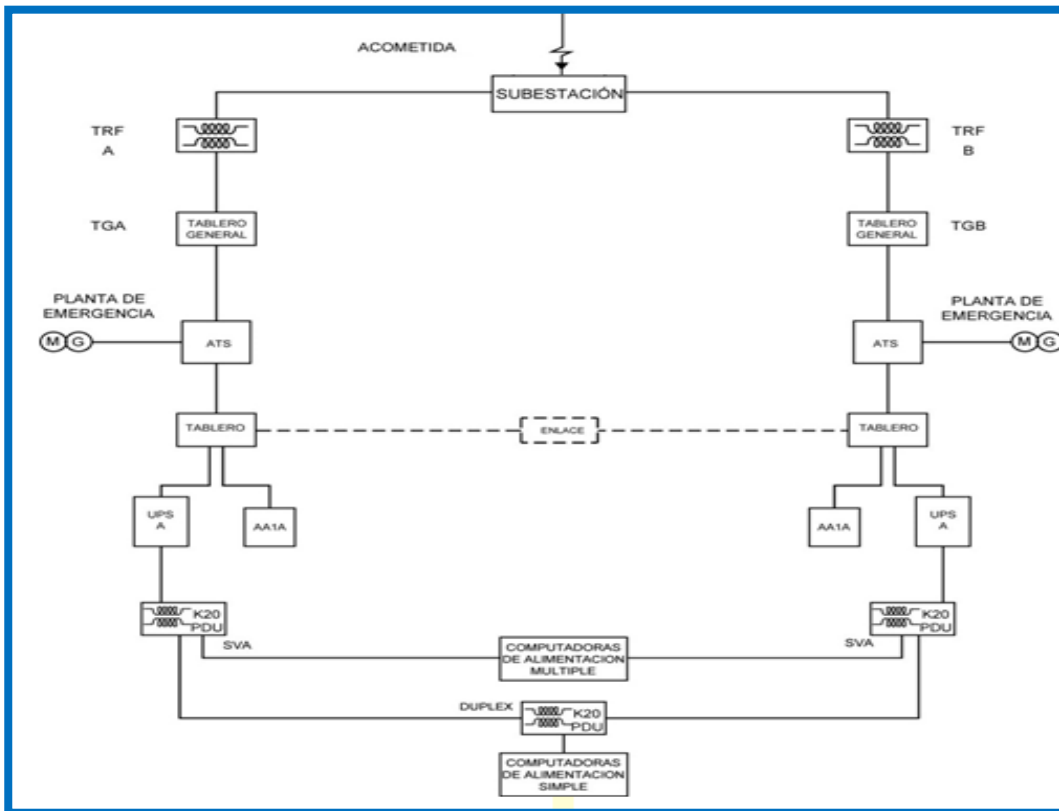 ACOMETIDA
SUBESTACIÓN
TRF
A
TRF
B
TGA
TABLERO
GENERAL
TABLERO
GENERAL
TGB
PLANTA DE
EMERGENCIA
PLANTA DE
EMERGENCIA
M G
ATS
ATS
M G
TABLERO
ENLACE
TABLERO
UPS
A
AA1A
AA1A
UPS
A
K20
PDU
K20
PDU
SVA
SVA
COMPUTADORAS
DE ALIMENTACION
MULTIPLE
DUPLEX
K20
PDU
COMPUTADORAS
DE ALIMENTACION
SIMPLE